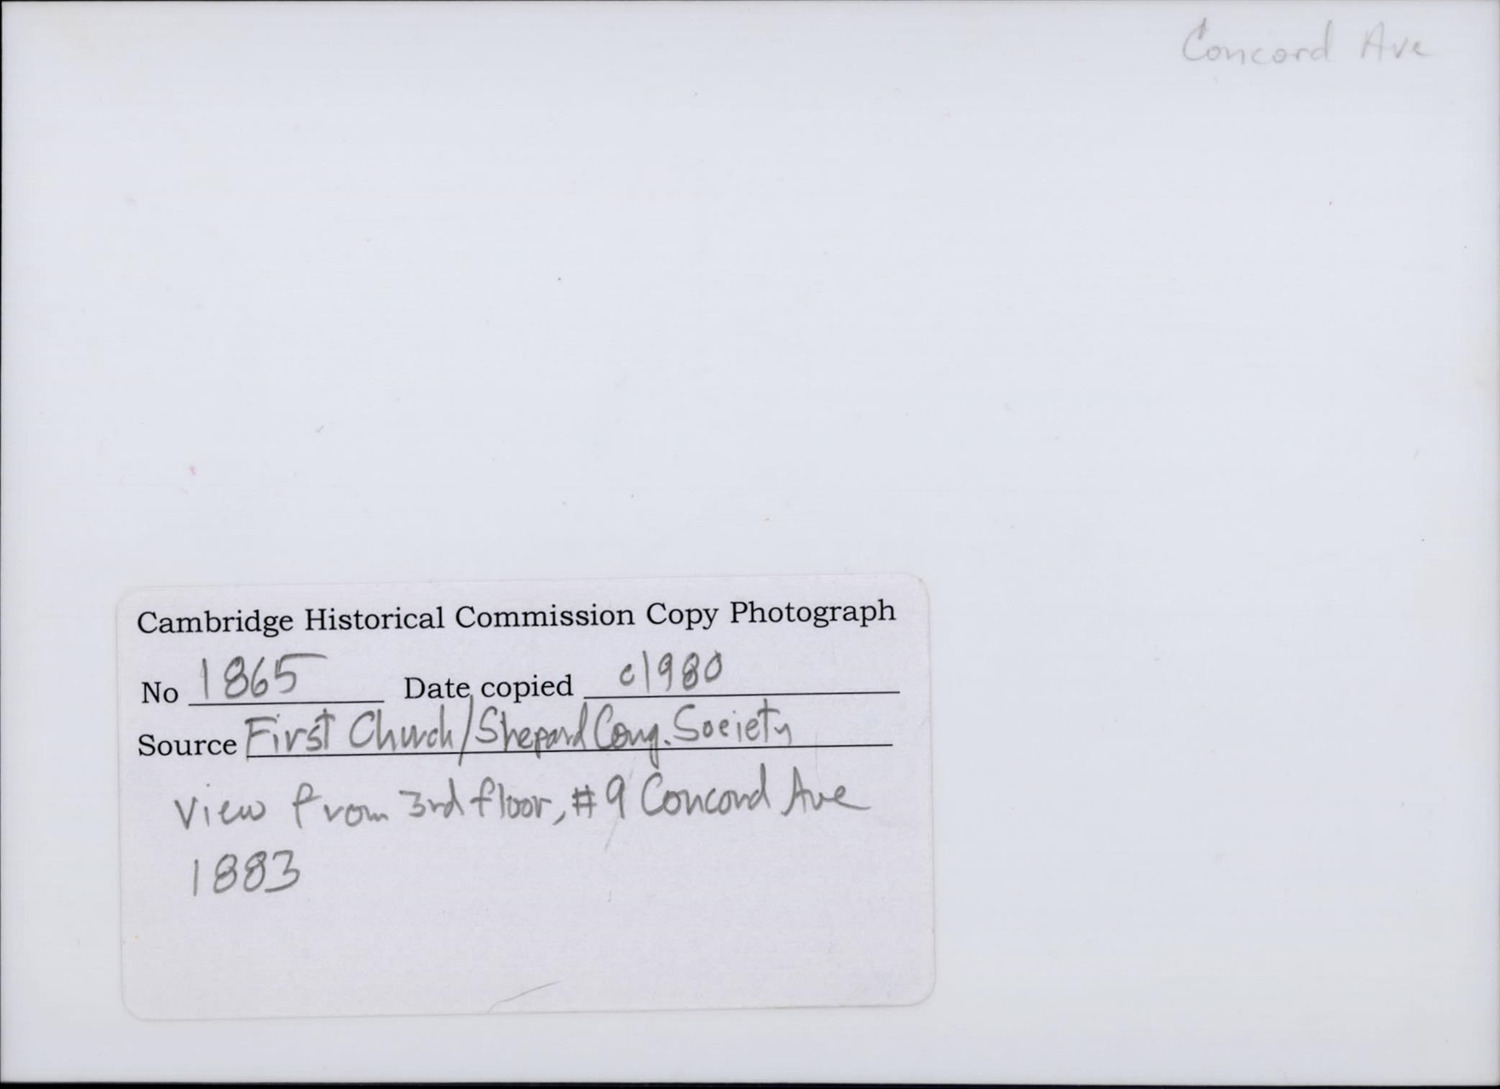 Concord Ave
Cambridge Historical Commission Copy Photograph
No 1865 Date copied c1980
Source First Church/Shepard Cong. Society
View from 3rd floor, #9 Concord Ave
1883